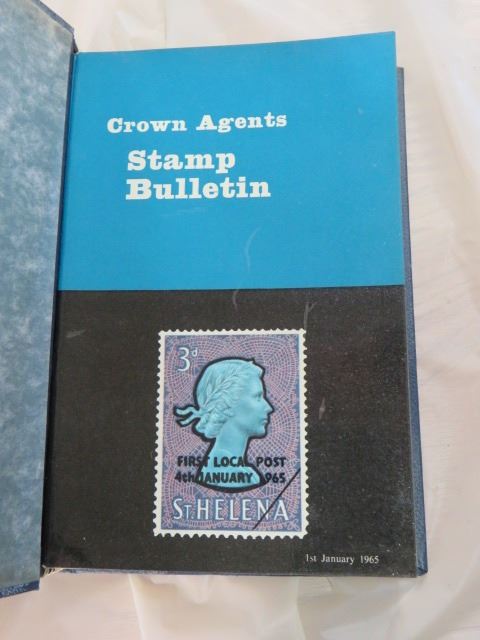 Crown Agents
Stamp
Bulletin
3d
FIRST LOCAL POST
4th JANUARY 1965
ST. HELENA
1st January 1965